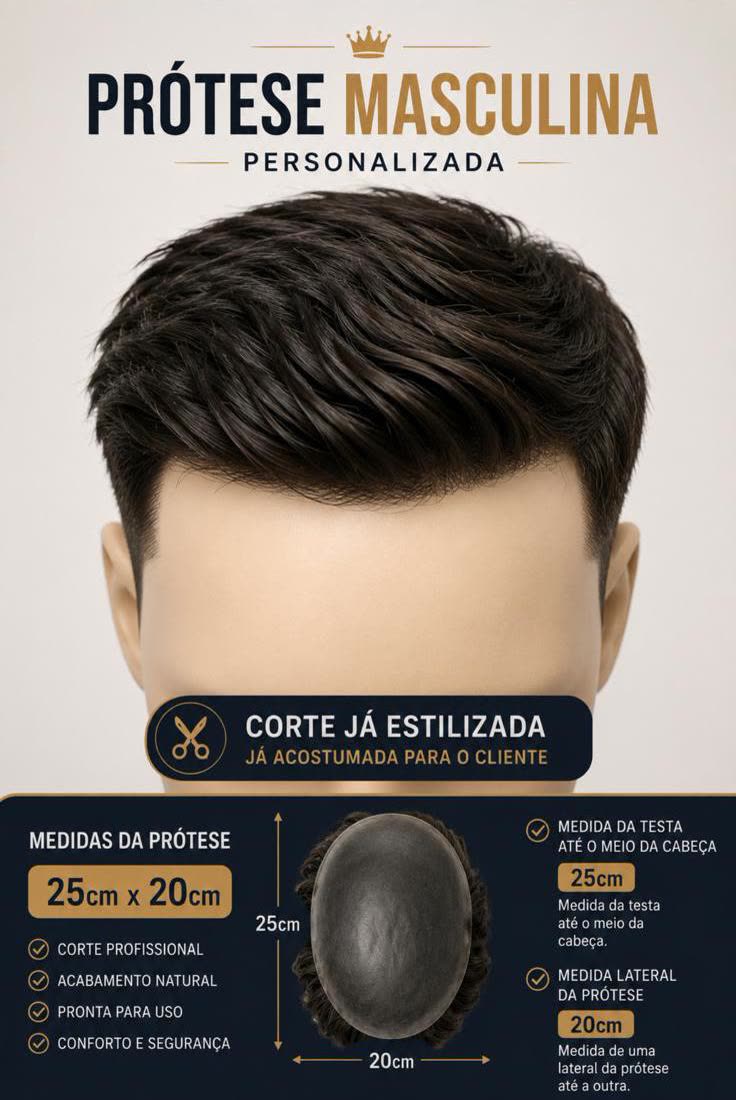 PRÓTESE MASCULINA
PERSONALIZADA
CORTE JÁ ESTILIZADA
JÁ ACOSTUMADA PARA O CLIENTE
MEDIDAS DA PRÓTESE
25cm x 20cm
CORTE PROFISSIONAL
ACABAMENTO NATURAL
PRONTA PARA USO
CONFORTO E SEGURANÇA
25cm
20cm
MEDIDA DA TESTA
ATÉ O MEIO DA CABEÇA
25cm
Medida da testa
até o meio da
cabeça.
MEDIDA LATERAL
DA PRÓTESE
20cm
Medida de uma
lateral da prótese
até a outra.